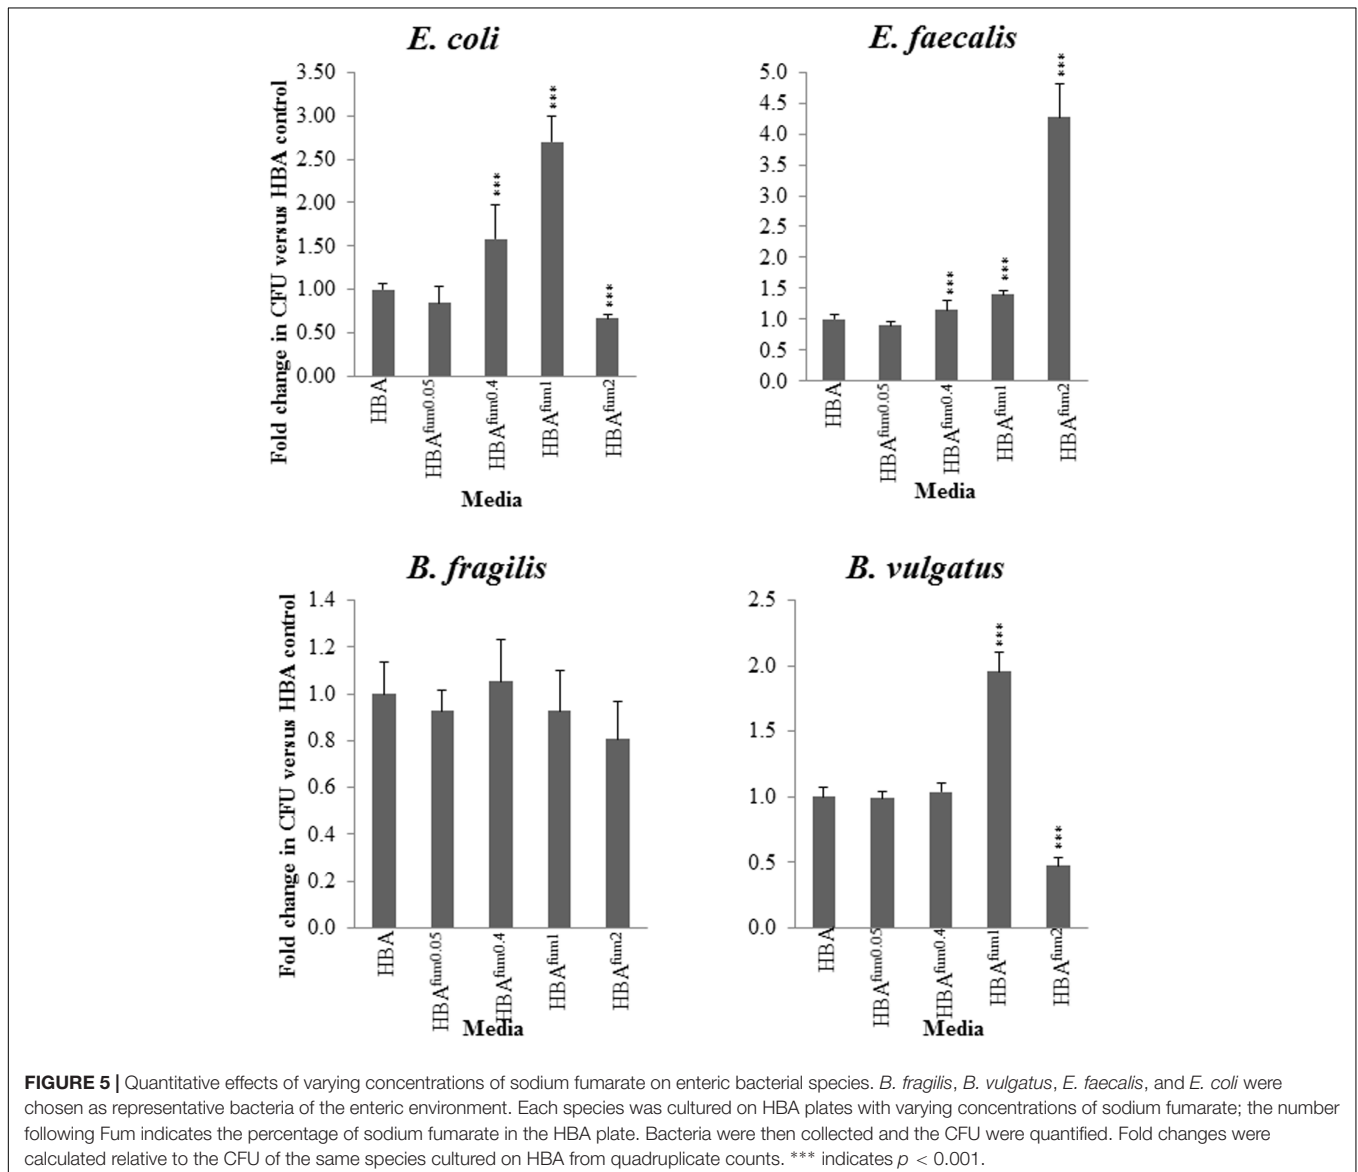 E. coli
Fold change in CFU versus HBA control
3.50
3.00
2.50
2.00
1.50
1.00
0.50
0.00
***
***
***
HBA
HBAfum0.05
HBAfum0.4
HBAfum1
HBAfum2
Media
E. faecalis
5.0
4.5
4.0
3.5
3.0
2.5
2.0
1.5
1.0
0.5
0.0
***
***
***
HBA
HBAfum0.05
HBAfum0.4
HBAfum1
HBAfum2
Media
B. fragilis
Fold change in CFU versus HBA control
1.4
1.2
1.0
0.8
0.6
0.4
0.2
0.0
HBA
HBAfum0.05
HBAfum0.4
HBAfum1
HBAfum2
Media
B. vulgatus
2.5
2.0
1.5
1.0
0.5
0.0
***
***
HBA
HBAfum0.05
HBAfum0.4
HBAfum1
HBAfum2
Media
FIGURE 5 | Quantitative effects of varying concentrations of sodium fumarate on enteric bacterial species. B. fragilis, B. vulgatus, E. faecalis, and E. coli were
chosen as representative bacteria of the enteric environment. Each species was cultured on HBA plates with varying concentrations of sodium fumarate; the number
following Fum indicates the percentage of sodium fumarate in the HBA plate. Bacteria were then collected and the CFU were quantified. Fold changes were
calculated relative to the CFU of the same species cultured on HBA from quadruplicate counts. *** indicates p < 0.001.